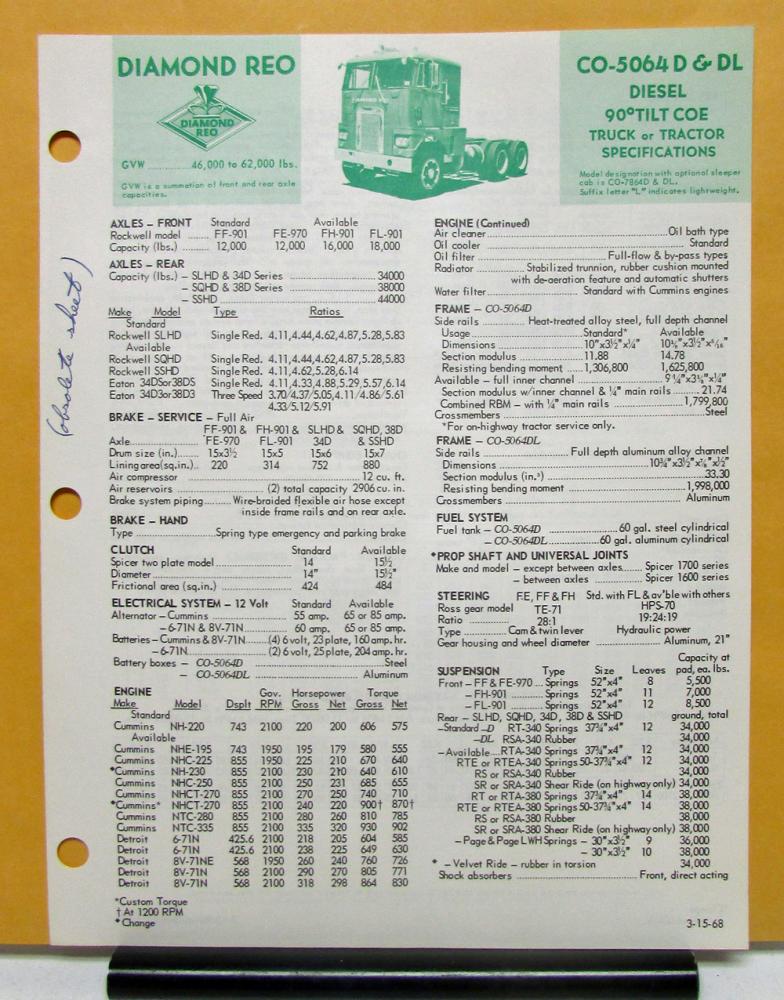 DIAMOND REO
DIAMOND
REO
GVW 46,000 to 62,000 lbs.
GVW is a summation of front and rear axle
capacities.
CO-5064 D & DL
DIESEL
90° TILT COE
TRUCK or TRACTOR
SPECIFICATIONS
Model designation with optional sleeper
cab is CO-7864D & DL.
Suffix letter "L" indicates lightweight.
(obsolete sheet)
AXLES – FRONT Standard Available
Rockwell model FF-901 FE-970 FH-901 FL-901
Capacity (lbs.) 12,000 12,000 16,000 18,000
AXLES – REAR
Capacity (lbs.) – SLHD & 34D Series 34000
– SQHD & 38D Series 38000
– SSHD 44000
Make Model Type Ratios
Standard
Rockwell SLHD Single Red. 4.11,4.44,4.62,4.87,5.28,5.83
Available
Rockwell SQHD Single Red. 4.11,4.44,4.62,4.87,5.28,5.83
Rockwell SSHD Single Red. 4.11,4.62,5.28,6.14
Eaton 34DSor38DS Single Red. 4.11,4.33,4.88,5.29,5.57,6.14
Eaton 34D3or38D3 Three Speed 3.70/4.37/5.05,4.11/4.86/5.61
4.33/5.12/5.91
BRAKE – SERVICE – Full Air
FF-901 & FH-901 & SLHD & SQHD, 38D
Axle FE-970 FL-901 34D & SSHD
Drum size (in.) 15x3½ 15x5 15x6 15x7
Lining area (sq.in.) 220 314 752 880
Air compressor 12 cu. ft.
Air reservoirs (2) total capacity 2906 cu. in.
Brake system piping Wire-braided flexible air hose except
inside frame rails and on rear axle.
BRAKE – HAND
Type Spring type emergency and parking brake
CLUTCH Standard Available
Spicer two plate model 14 15½
Diameter 14" 15½"
Frictional area (sq.in.) 424 484
ELECTRICAL SYSTEM – 12 Volt Standard Available
Alternator – Cummins 55 amp. 65 or 85 amp.
– 6-71N & 8V-71N 60 amp. 65 or 85 amp.
Batteries – Cummins & 8V-71N (4) 6 volt, 23 plate, 160 amp. hr.
– 6-71N (2) 6 volt, 25 plate, 204 amp. hr.
Battery boxes – CO-5064D Steel
– CO-5064DL Aluminum
ENGINE Gov. Horsepower Torque
Make Model Dsplt RPM Gross Net Gross Net
Standard
Cummins NH-220 743 2100 220 200 606 575
Available
Cummins NHE-195 743 1950 195 179 580 555
Cummins NHC-225 855 1950 225 210 670 640
*Cummins NH-230 855 2100 230 210 640 610
Cummins NHC-250 855 2100 250 231 685 655
Cummins NHCT-270 855 2100 270 250 740 710
*Cummins* NHCT-270 855 2100 240 220 900† 870†
Cummins NTC-280 855 2100 280 260 810 785
Cummins NTC-335 855 2100 335 320 930 902
Detroit 6-71N 425.6 2100 218 205 604 585
Detroit 6-71N 425.6 2100 238 225 649 630
Detroit 8V-71NE 568 1950 260 240 760 726
Detroit 8V-71N 568 2100 290 270 805 771
Detroit 8V-71N 568 2100 318 298 864 830
*Custom Torque
† At 1200 RPM
* Change
ENGINE (Continued)
Air cleaner Oil bath type
Oil cooler Standard
Oil filter Full-flow & by-pass types
Radiator Stabilized trunnion, rubber cushion mounted
with de-aeration feature and automatic shutters
Water filter Standard with Cummins engines
FRAME – CO-5064D
Side rails Heat-treated alloy steel, full depth channel
Usage Standard* Available
Dimensions 10"x3½"x¼"
Section modulus 11.88 14.78
Resisting bending moment 1,306,800 1,625,800
Available – full inner channel
Section modulus w/inner channel & ¼" main rails 21.74
Combined RBM – with ¼" main rails 1,799,800
Crossmembers Steel
*For on-highway tractor service only.
FRAME – CO-5064DL
Side rails Full depth aluminum alloy channel
Dimensions
Section modulus (in.³) 33.30
Resisting bending moment 1,998,000
Crossmembers Aluminum
FUEL SYSTEM
Fuel tank – CO-5064D 60 gal. steel cylindrical
– CO-5064DL 60 gal. aluminum cylindrical
*PROP SHAFT AND UNIVERSAL JOINTS
Make and model – except between axles Spicer 1700 series
– between axles Spicer 1600 series
STEERING FE, FF & FH Std. with FL & av'ble with others
Ross gear model TE-71 HPS-70
Ratio 28:1 19:24:19
Type Cam & twin lever Hydraulic power
Gear housing and wheel diameter Aluminum, 21"
Capacity at
SUSPENSION Type Size Leaves pad, ea. lbs.
Front – FF & FE-970 Springs 52"x4" 8 5,500
– FH-901 Springs 52"x4" 11 7,000
– FL-901 Springs 52"x4" 12 8,500
Rear – SLHD, SQHD, 34D, 38D & SSHD ground, total
–Standard –D RT-340 Springs 37¾"x4" 12 34,000
–DL RSA-340 Rubber 34,000
–Available RTA-340 Springs 37¾"x4" 12 34,000
RTE or RTEA-340 Springs 50-37¾"x4" 12 34,000
RS or RSA-340 Rubber 34,000
SR or SRA-340 Shear Ride (on highway only) 34,000
RT or RTA-380 Springs 37¾"x4" 14 38,000
RTE or RTEA-380 Springs 50-37¾"x4" 14 38,000
RS or RSA-380 Rubber 38,000
SR or SRA-380 Shear Ride (on highway only) 38,000
– Page & Page LWH Springs – 30"x3½" 9 36,000
– 30"x3½" 10 38,000
* – Velvet Ride – rubber in torsion 34,000
Shock absorbers Front, direct acting
3-15-68